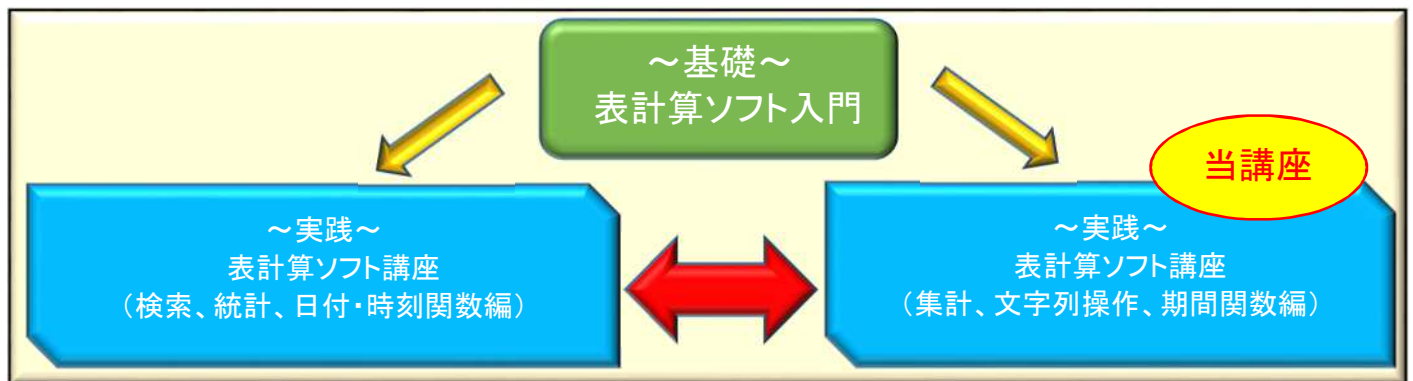 ～基礎～
表計算ソフト入門
当講座
～実践～
表計算ソフト講座
（検索、統計・日付・時刻関数編）
～実践～
表計算ソフト講座
（集計、文字列操作、期間関数編）